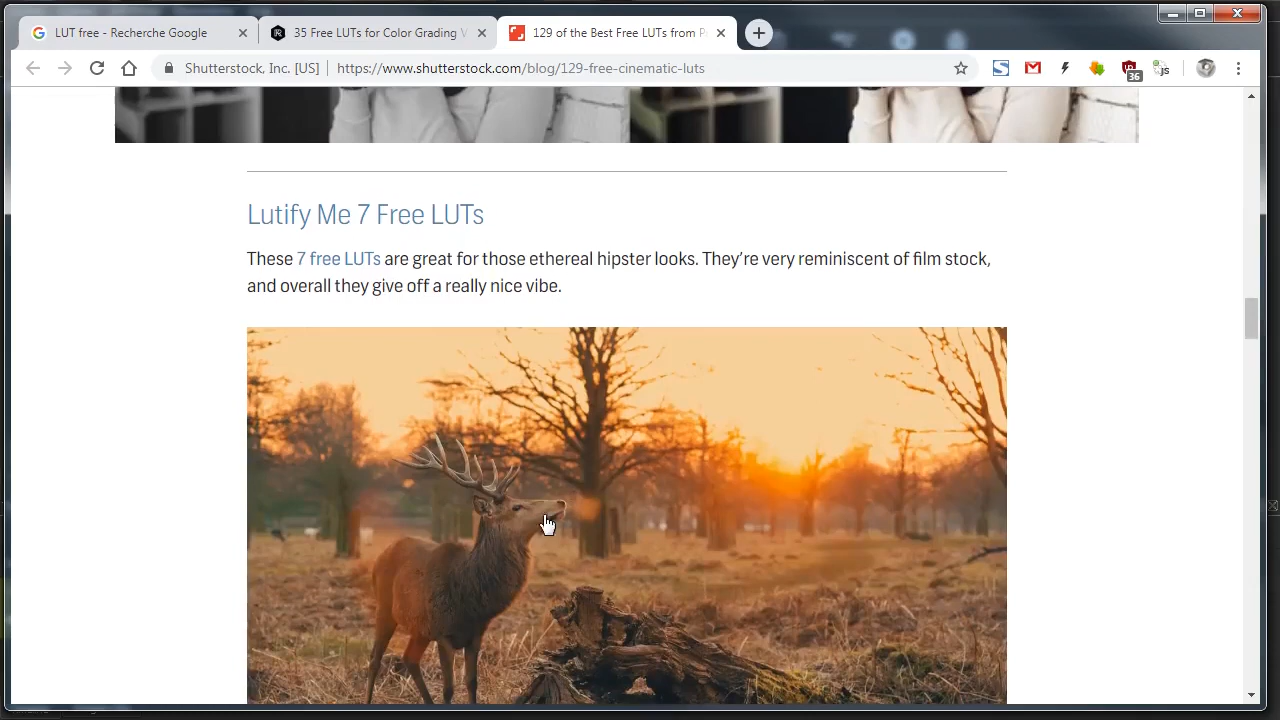 LUT free - Recherche Google
35 Free LUTs for Color Grading
129 of the Best Free LUTs from
Shutterstock, Inc. [US]
https://www.shutterstock.com/blog/129-free-cinematic-luts
36
JS
Lutify Me 7 Free LUTs
These 7 free LUTs are great for those ethereal hipster looks. They’re very reminiscent of film stock,
and overall they give off a really nice vibe.